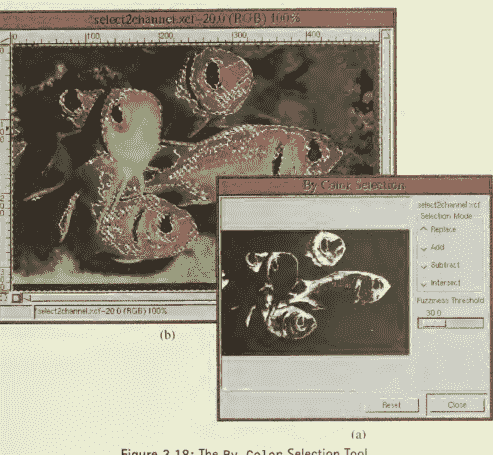 *select2channel.xcf-20.0 (RGB) 100%
0 100 200 300 400
By Color Selection
select2channel.xcf
Selection Mode
Replace
Add
Subtract
Intersect
Fuzziness Threshold
30.0
Reset Close
*select2channel.xcf-20.0 (RGB) 100%
(b)
(a)
Figure 2.18: The By Color Selection Tool